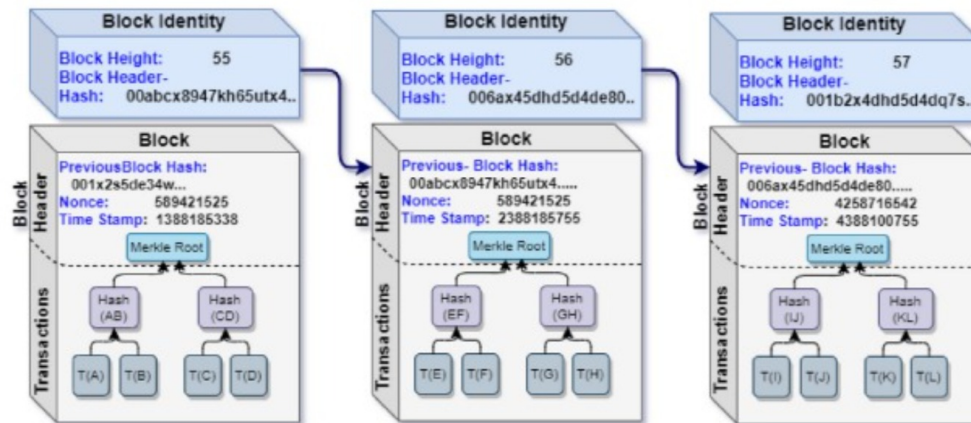 Block Identity
Block Height: 55
Block Header-
Hash: 00abcx8947kh65utx4..
Block
PreviousBlock Hash:
001x2s5de34w...
Nonce: 589421525
Time Stamp: 1388185338
Block Header
Merkle Root
Hash (AB)
Hash (CD)
Transactions
T(A) T(B) T(C) T(D)
Block Identity
Block Height: 56
Block Header-
Hash: 006ax45dhd5d4de80..
Block
Previous- Block Hash:
00abcx8947kh65utx4.....
Nonce: 589421525
Time Stamp: 2388185755
Block Header
Merkle Root
Hash (EF)
Hash (GH)
Transactions
T(E) T(F) T(G) T(H)
Block Identity
Block Height: 57
Block Header-
Hash: 001b2x4dhd5d4dq7s..
Block
Previous- Block Hash:
006ax45dhd5d4de80.....
Nonce: 4258716542
Time Stamp: 4388100755
Block Header
Merkle Root
Hash (IJ)
Hash (KL)
Transactions
T(I) T(J) T(K) T(L)